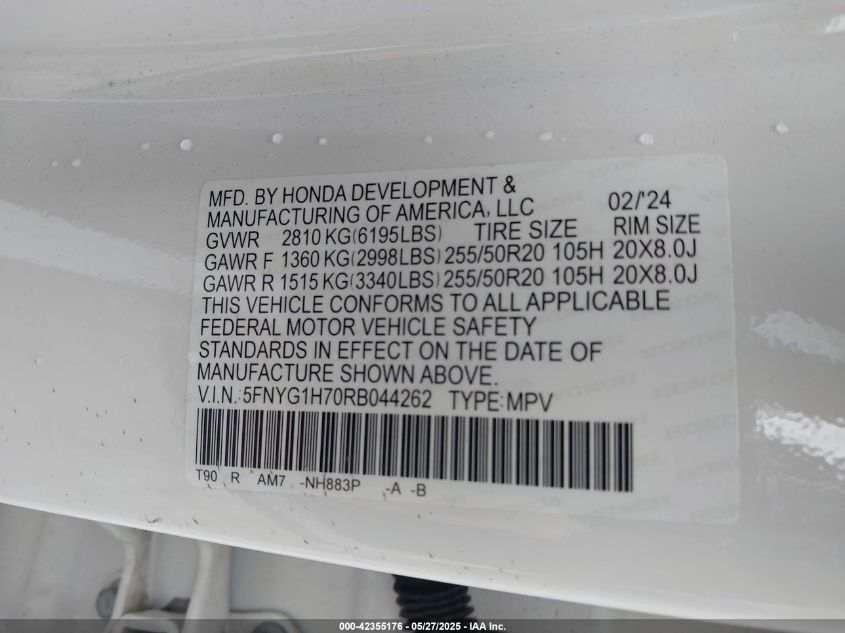 MFD. BY HONDA DEVELOPMENT &
MANUFACTURING OF AMERICA, LLC 02/'24
GVWR 2810 KG(6195LBS) TIRE SIZE RIM SIZE
GAWR F 1360 KG(2998LBS) 255/50R20 105H 20X8.0J
GAWR R 1515 KG(3340LBS) 255/50R20 105H 20X8.0J
THIS VEHICLE CONFORMS TO ALL APPLICABLE
FEDERAL MOTOR VEHICLE SAFETY
STANDARDS IN EFFECT ON THE DATE OF
MANUFACTURE SHOWN ABOVE.
V.I.N.:5FNYG1H70RB044262 TYPE:MPV
T90 R AM7 -NH883P -A -B
000-42355176 - 05/27/2025 - IAA Inc.